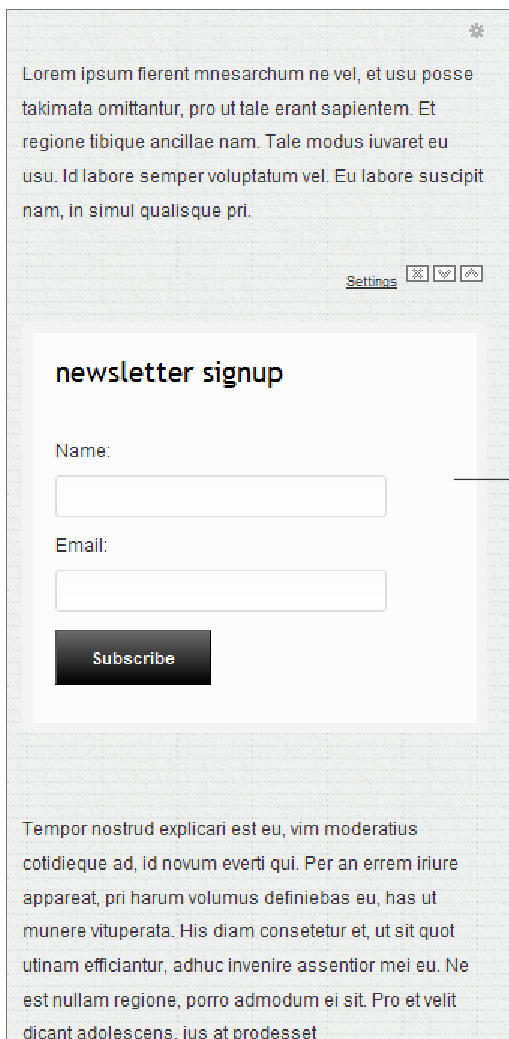 Lorem ipsum fierent mnesarchum ne vel, et usu posse
takimata omittantur, pro ut tale erant sapientem. Et
regione tibique ancillae nam. Tale modus iuvaret eu
usu. Id labore semper voluptatum vel. Eu labore suscipit
nam, in simul qualisque pri.
Settings
newsletter signup
Name:
Email:
Subscribe
Tempor nostrud explicari est eu, vim moderatius
cotidieque ad, id novum everti qui. Per an errem iriure
appareat, pri harum volumus definiebas eu, has ut
munere vituperata. His diam consetetur et, ut sit quot
utinam efficiantur, adhuc invenire assentior mei eu. Ne
est nullam regione, porro admodum ei sit. Pro et velit
dicant adolescens, ius at prodesset